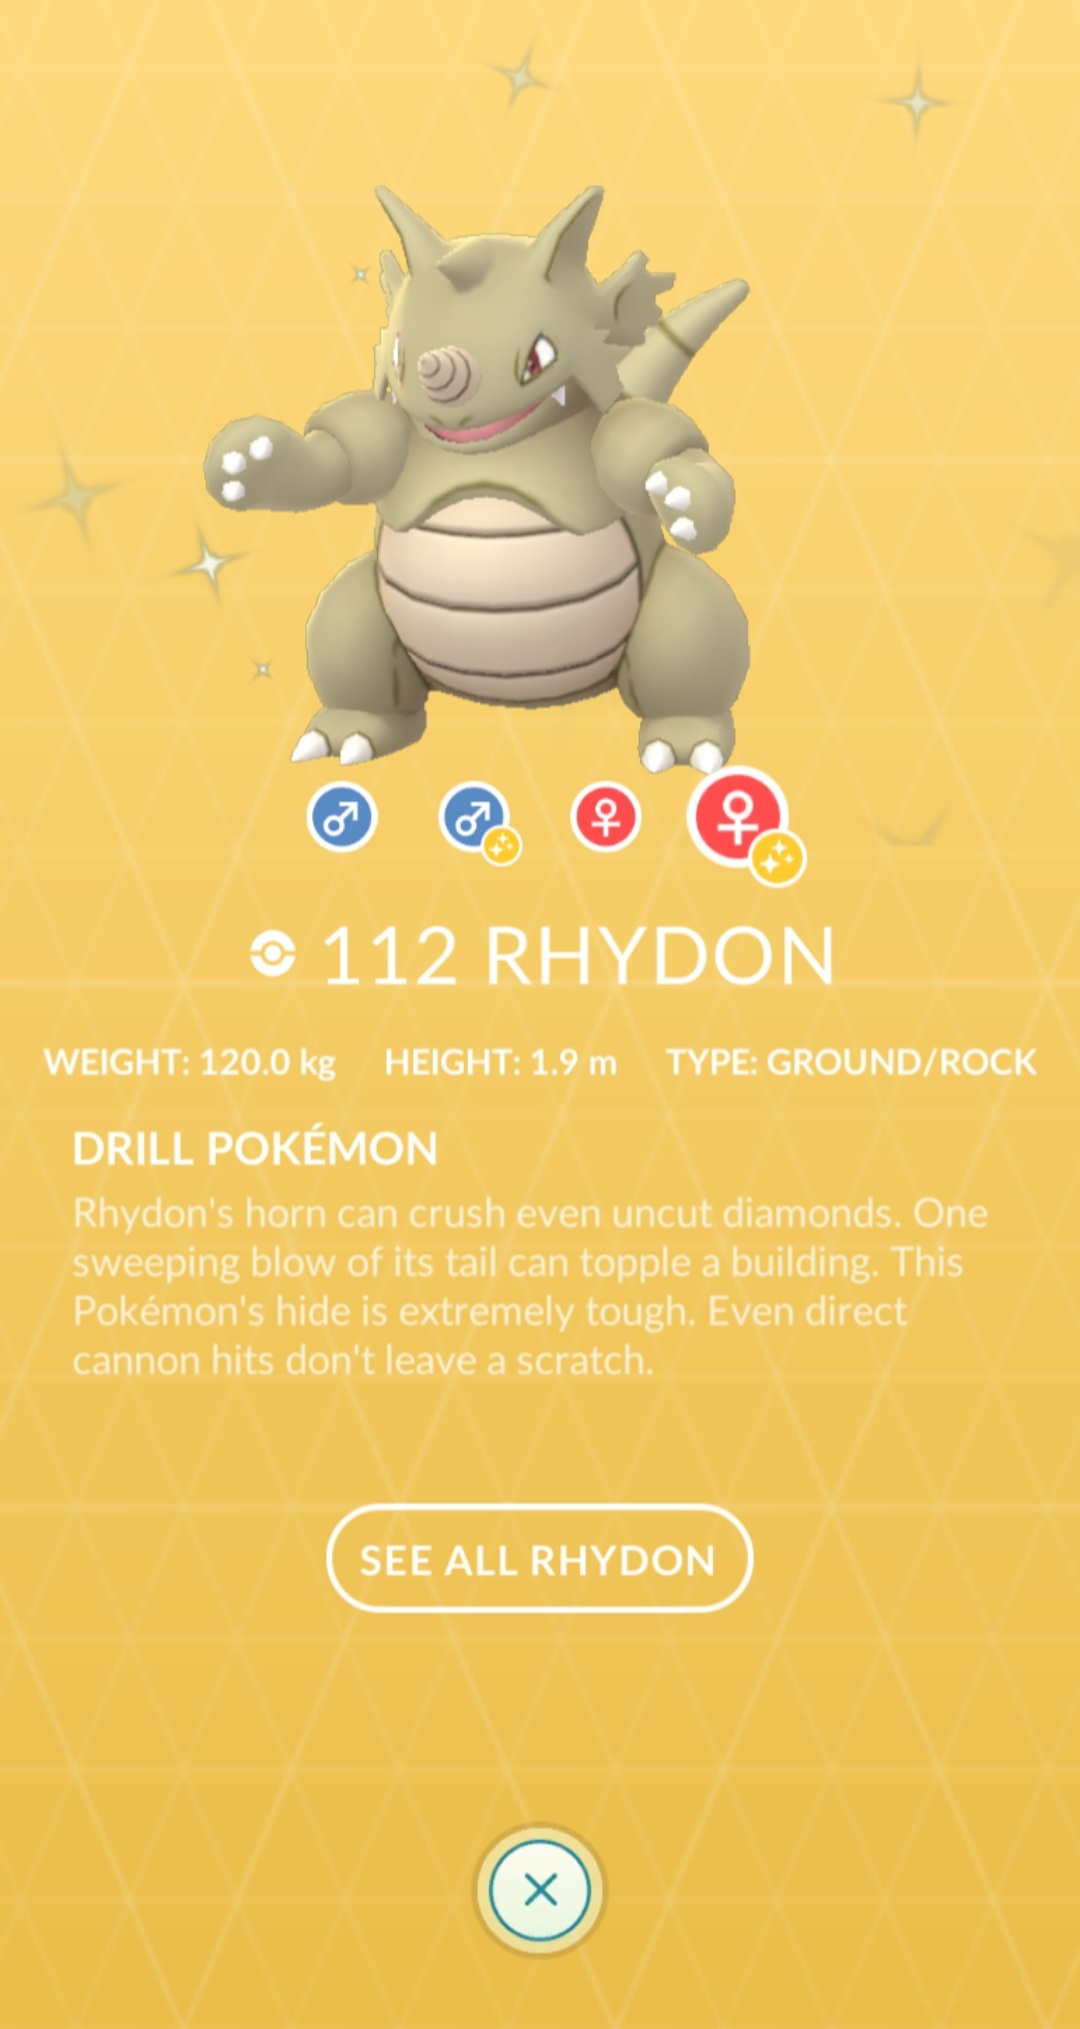 112 RHYDON
WEIGHT: 120.0 kg HEIGHT: 1.9 m TYPE: GROUND/ROCK
DRILL POKÉMON
Rhydon's horn can crush even uncut diamonds. One
sweeping blow of its tail can topple a building. This
Pokémon's hide is extremely tough. Even direct
cannon hits don't leave a scratch.
SEE ALL RHYDON